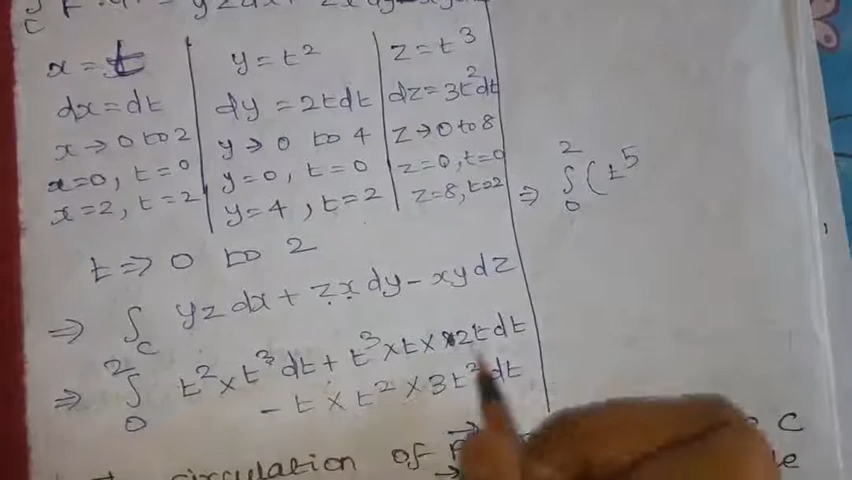 x = t | y = t² | z = t³
dx = dt | dy = 2t dt | dz = 3t² dt
x → 0 to 2 | y → 0 to 4 | z → 0 to 8
x=0, t=0 | y=0, t=0 | z=0, t=0
x=2, t=2 | y=4, t=2 | z=8, t=2
t ⇒ 0 to 2
⇒ ∫_C yz dx + zx dy − xy dz
⇒ ∫₀² t² × t³ dt + t³ × t × 2t dt
− t × t² × 3t² dt
⇒ ∫₀² (t⁵
circulation of C